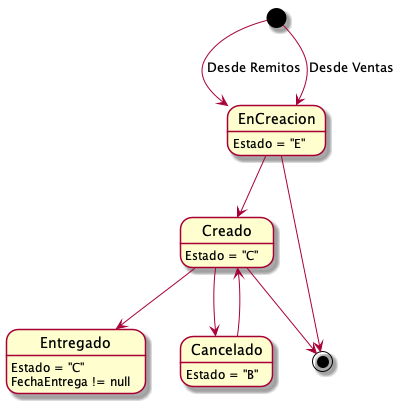 Desde Remitos
Desde Ventas
EnCreacion
Estado = "E"
Creado
Estado = "C"
Entregado
Estado = "C"
FechaEntrega != null
Cancelado
Estado = "B"